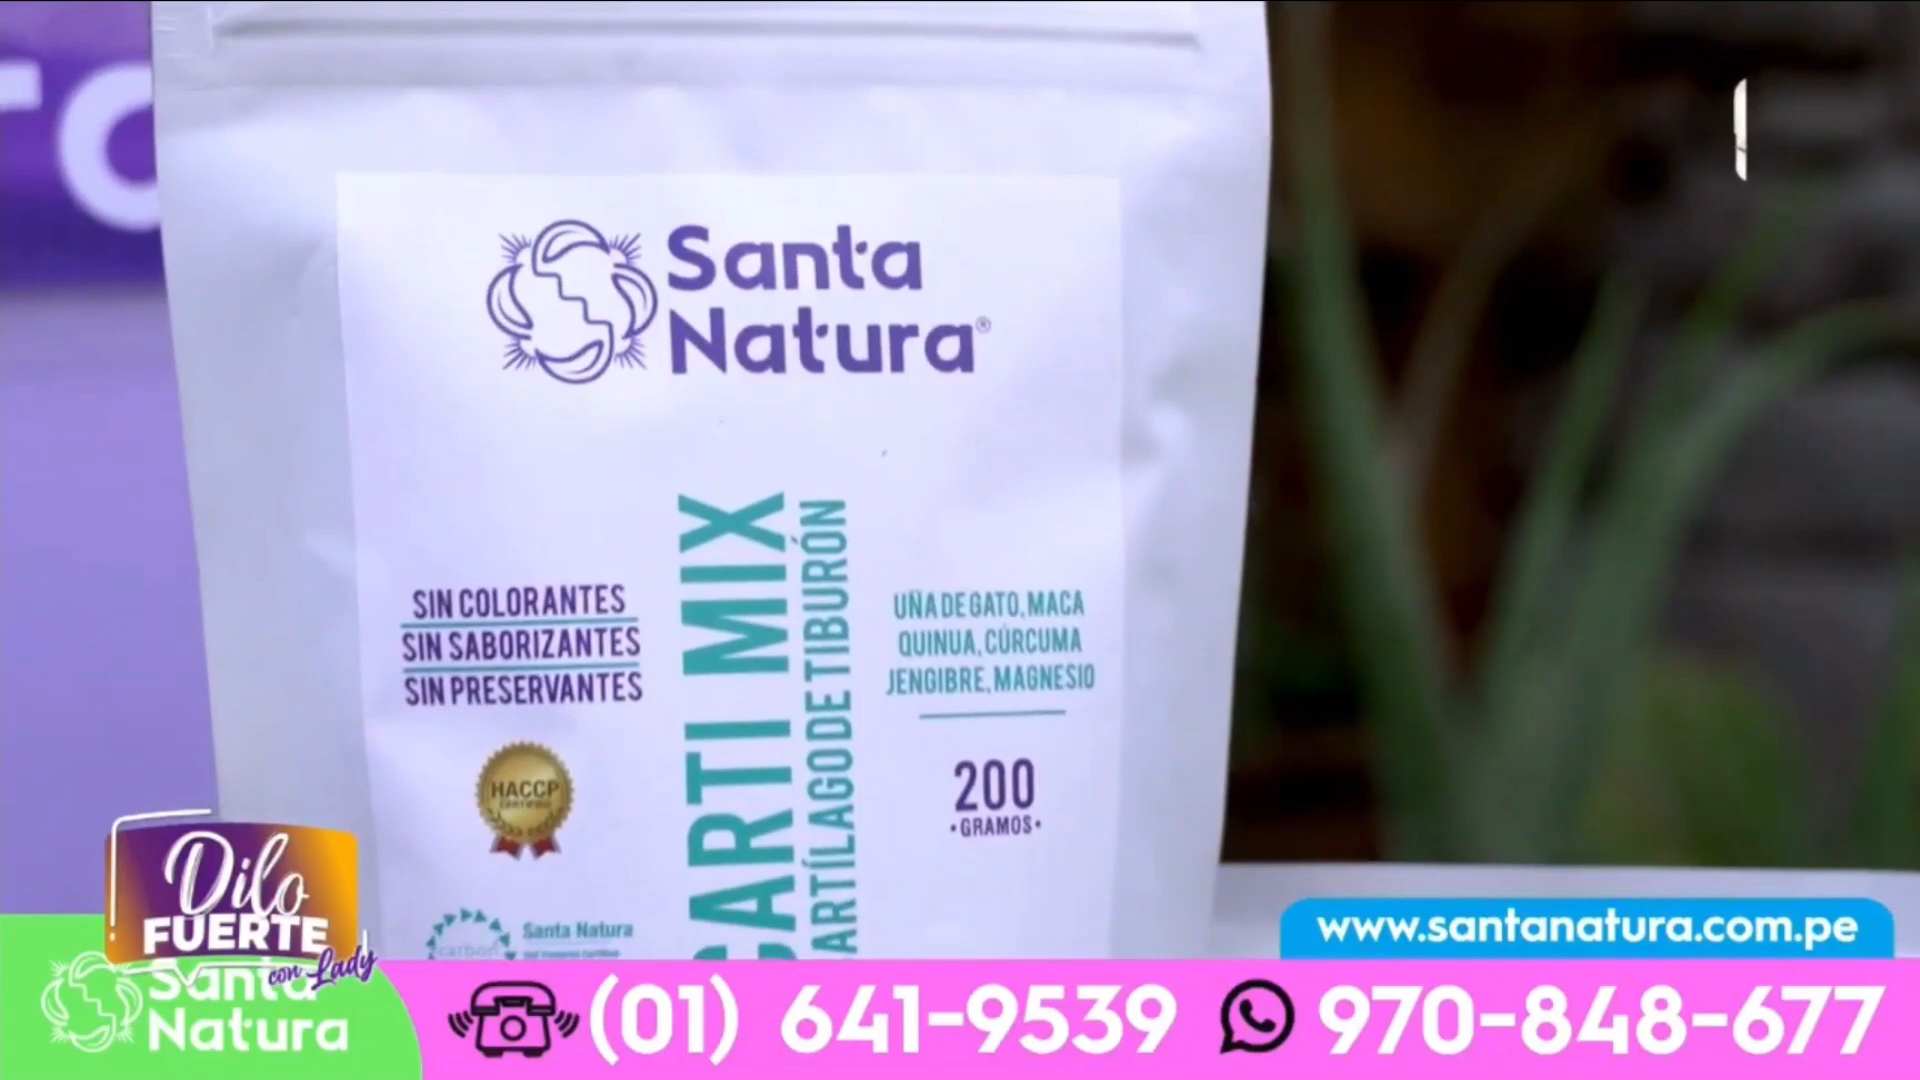 Santa
Natura®
SIN COLORANTES
SIN SABORIZANTES
SIN PRESERVANTES
CARTI MIX
CARTÍLAGO DE TIBURÓN
UÑA DE GATO, MACA
QUINUA, CÚRCUMA
JENGIBRE, MAGNESIO
200
•GRAMOS•
HACCP
Santa Natura
Dilo
FUERTE
con Lady
Santa
Natura
www.santanatura.com.pe
(01) 641-9539
970-848-677